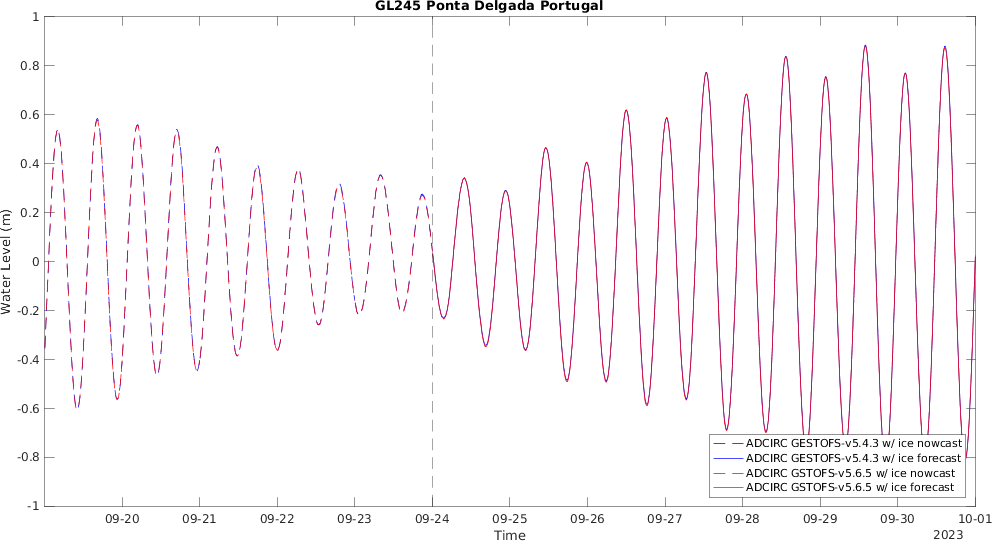 GL245 Ponta Delgada Portugal
1
0.8
0.6
0.4
0.2
0
-0.2
-0.4
-0.6
-0.8
-1
Water Level (m)
ADCIRC GESTOFS-v5.4.3 w/ ice nowcast
ADCIRC GESTOFS-v5.4.3 w/ ice forecast
ADCIRC GSTOFS-v5.6.5 w/ ice nowcast
ADCIRC GSTOFS-v5.6.5 w/ ice forecast
09-20 09-21 09-22 09-23 09-24 09-25 09-26 09-27 09-28 09-29 09-30 10-01
Time
2023